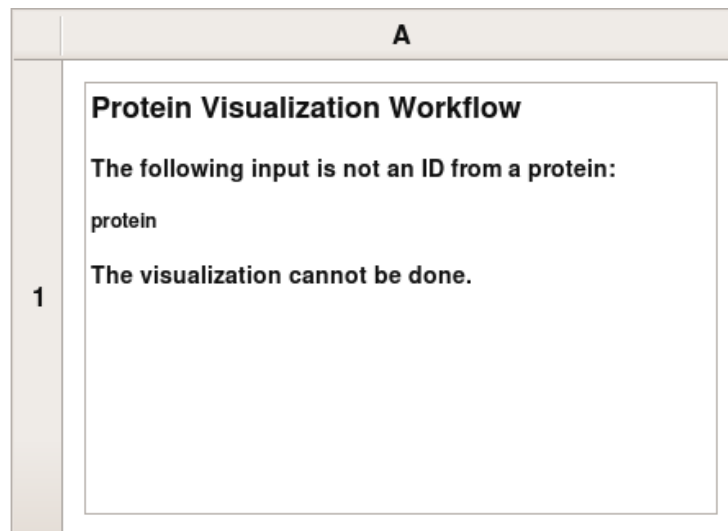 A
Protein Visualization Workflow
The following input is not an ID from a protein:
protein
The visualization cannot be done.
1